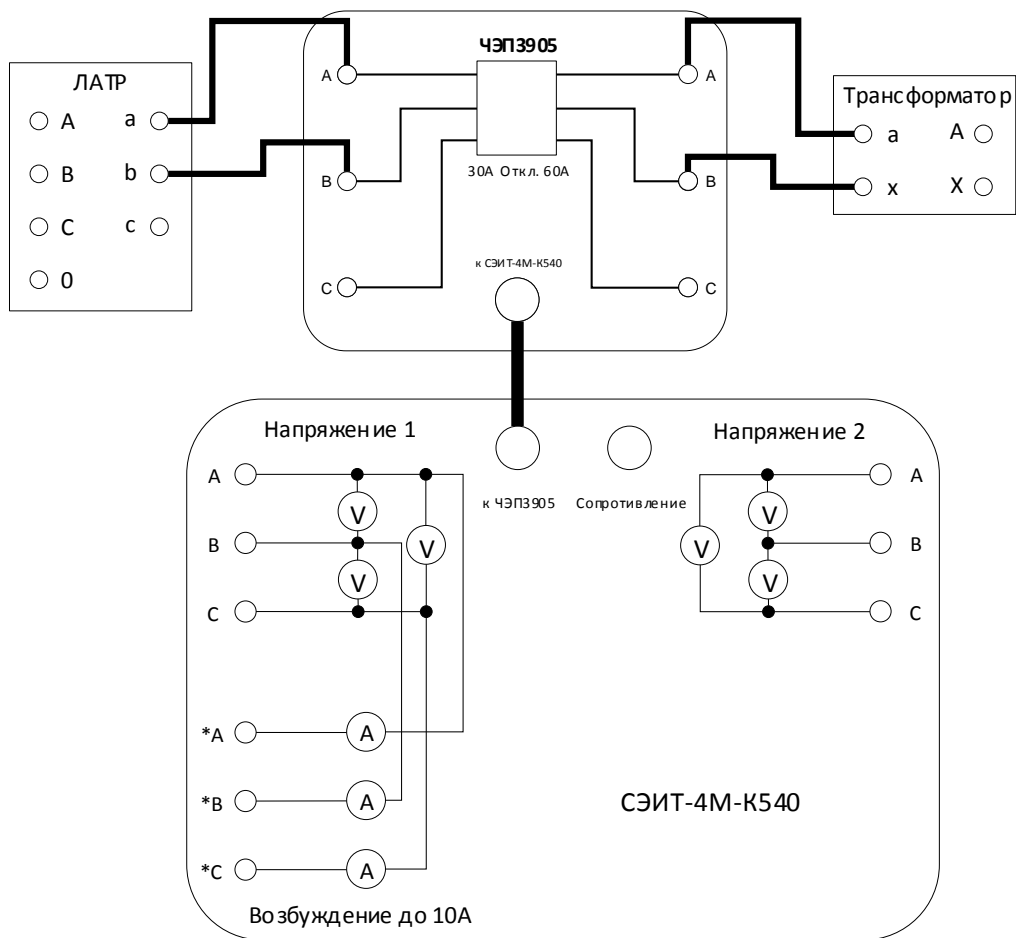 ЧЭП3905
ЛАТР
A a
B b
C c
0
A
B
C
A
B
C
30А Откл. 60А
к СЭИТ-4М-К540
Трансформатор
a A
x X
Напряжение 1
Напряжение 2
к ЧЭП3905
Сопротивление
A
B
C
V
V
V
V
V
V
A
B
C
*A
*B
*C
A
A
A
СЭИТ-4М-К540
Возбуждение до 10А